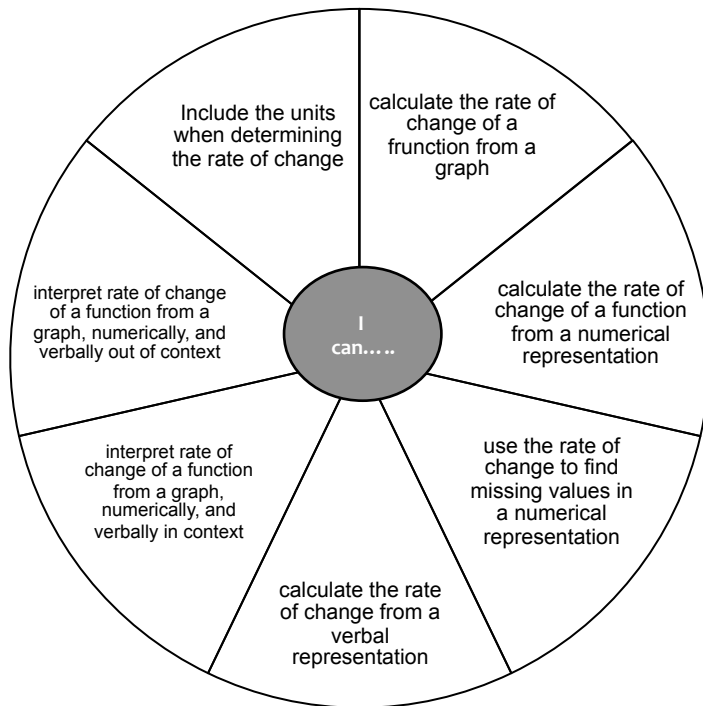 I
can.....
calculate the rate of
change of a
frunction from a
graph
calculate the rate of
change of a function
from a numerical
representation
use the rate of
change to find
missing values in
a numerical
representation
calculate the rate
of change from a
verbal
representation
interpret rate of
change of a function
from a graph,
numerically, and
verbally in context
interpret rate of change
of a function from a
graph, numerically, and
verbally out of context
Include the units
when determining
the rate of change